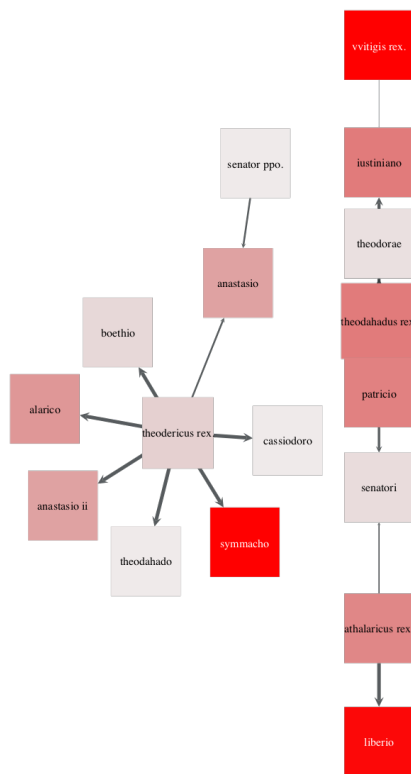 vvitigis rex.
iustiniano
senator ppo.
theodorae
anastasio
theodahadus rex
boethio
patricio
alarico
theodericus rex
cassiodoro
anastasio ii
senatori
symmacho
theodahado
athalaricus rex
liberio